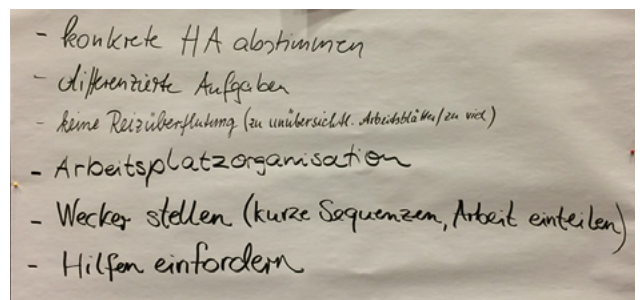 - konkrete HA abstimmen
- differenzierte Aufgaben
- keine Reizüberflutung (zu unübersichtl. Arbeitsblätter/zu viel)
- Arbeitsplatzorganisation
- Wecker stellen (kurze Sequenzen, Arbeit einteilen)
- Hilfen einfordern